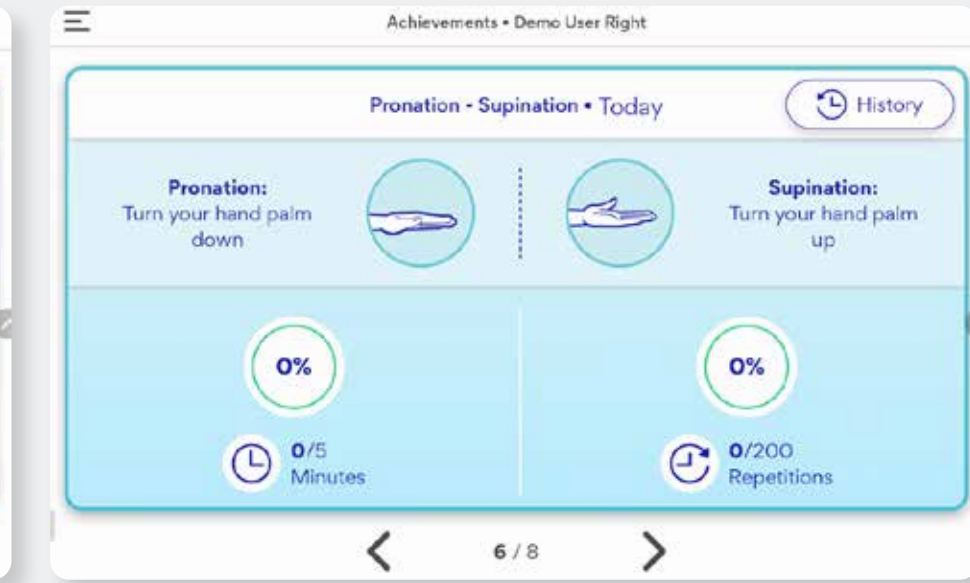 Achievements • Demo User Right
Pronation - Supination • Today
History
Pronation:
Turn your hand palm
down
Supination:
Turn your hand palm
up
0%
0%
0/5
Minutes
0/200
Repetitions
6 / 8